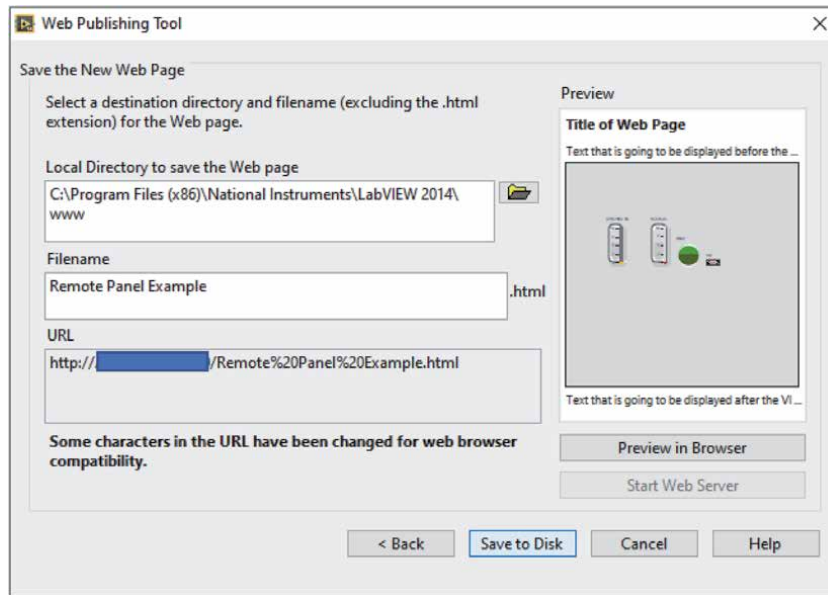 Web Publishing Tool
Save the New Web Page
Select a destination directory and filename (excluding the .html
extension) for the Web page.
Local Directory to save the Web page
C:\Program Files (x86)\National Instruments\LabVIEW 2014\
www
Filename
Remote Panel Example
.html
URL
http://
/Remote%20Panel%20Example.html
Some characters in the URL have been changed for web browser
compatibility.
Preview
Title of Web Page
Text that is going to be displayed before the ...
Text that is going to be displayed after the VI ...
Preview in Browser
Start Web Server
< Back
Save to Disk
Cancel
Help